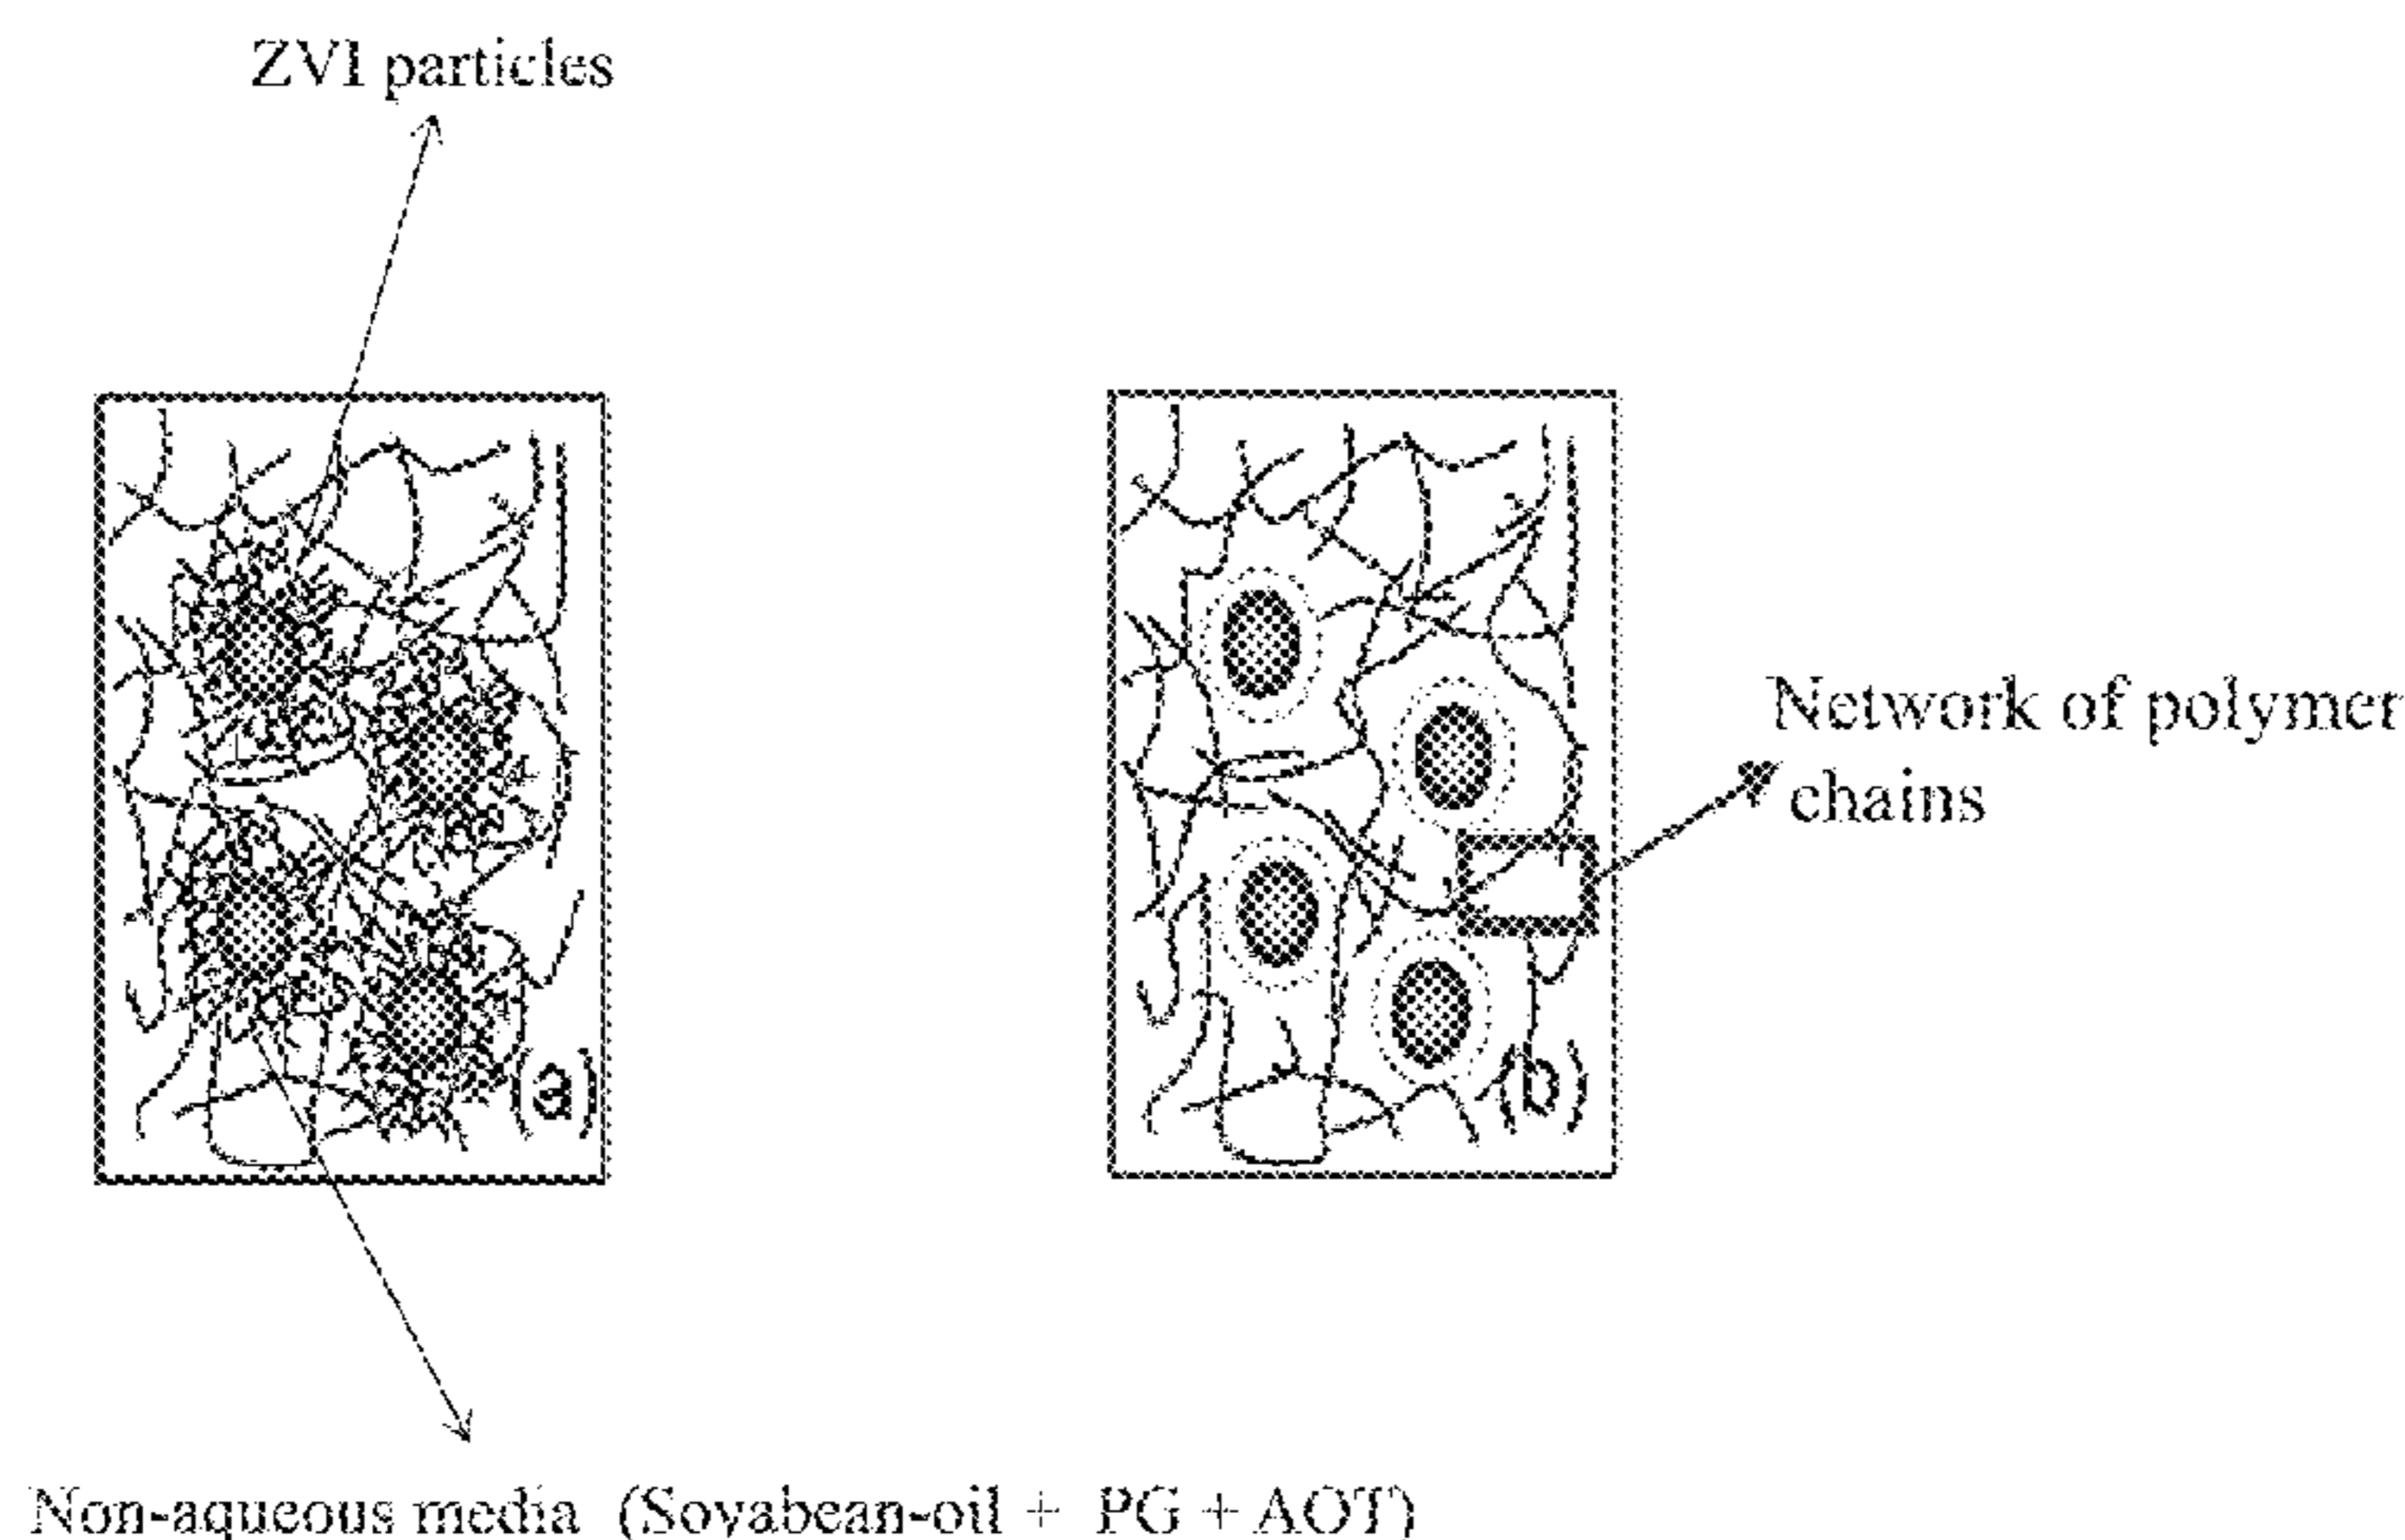 ZVI particles
(a)
(b)
Network of polymer
chains
Non-aqueous media (Soyabean-oil + PG + AOT)